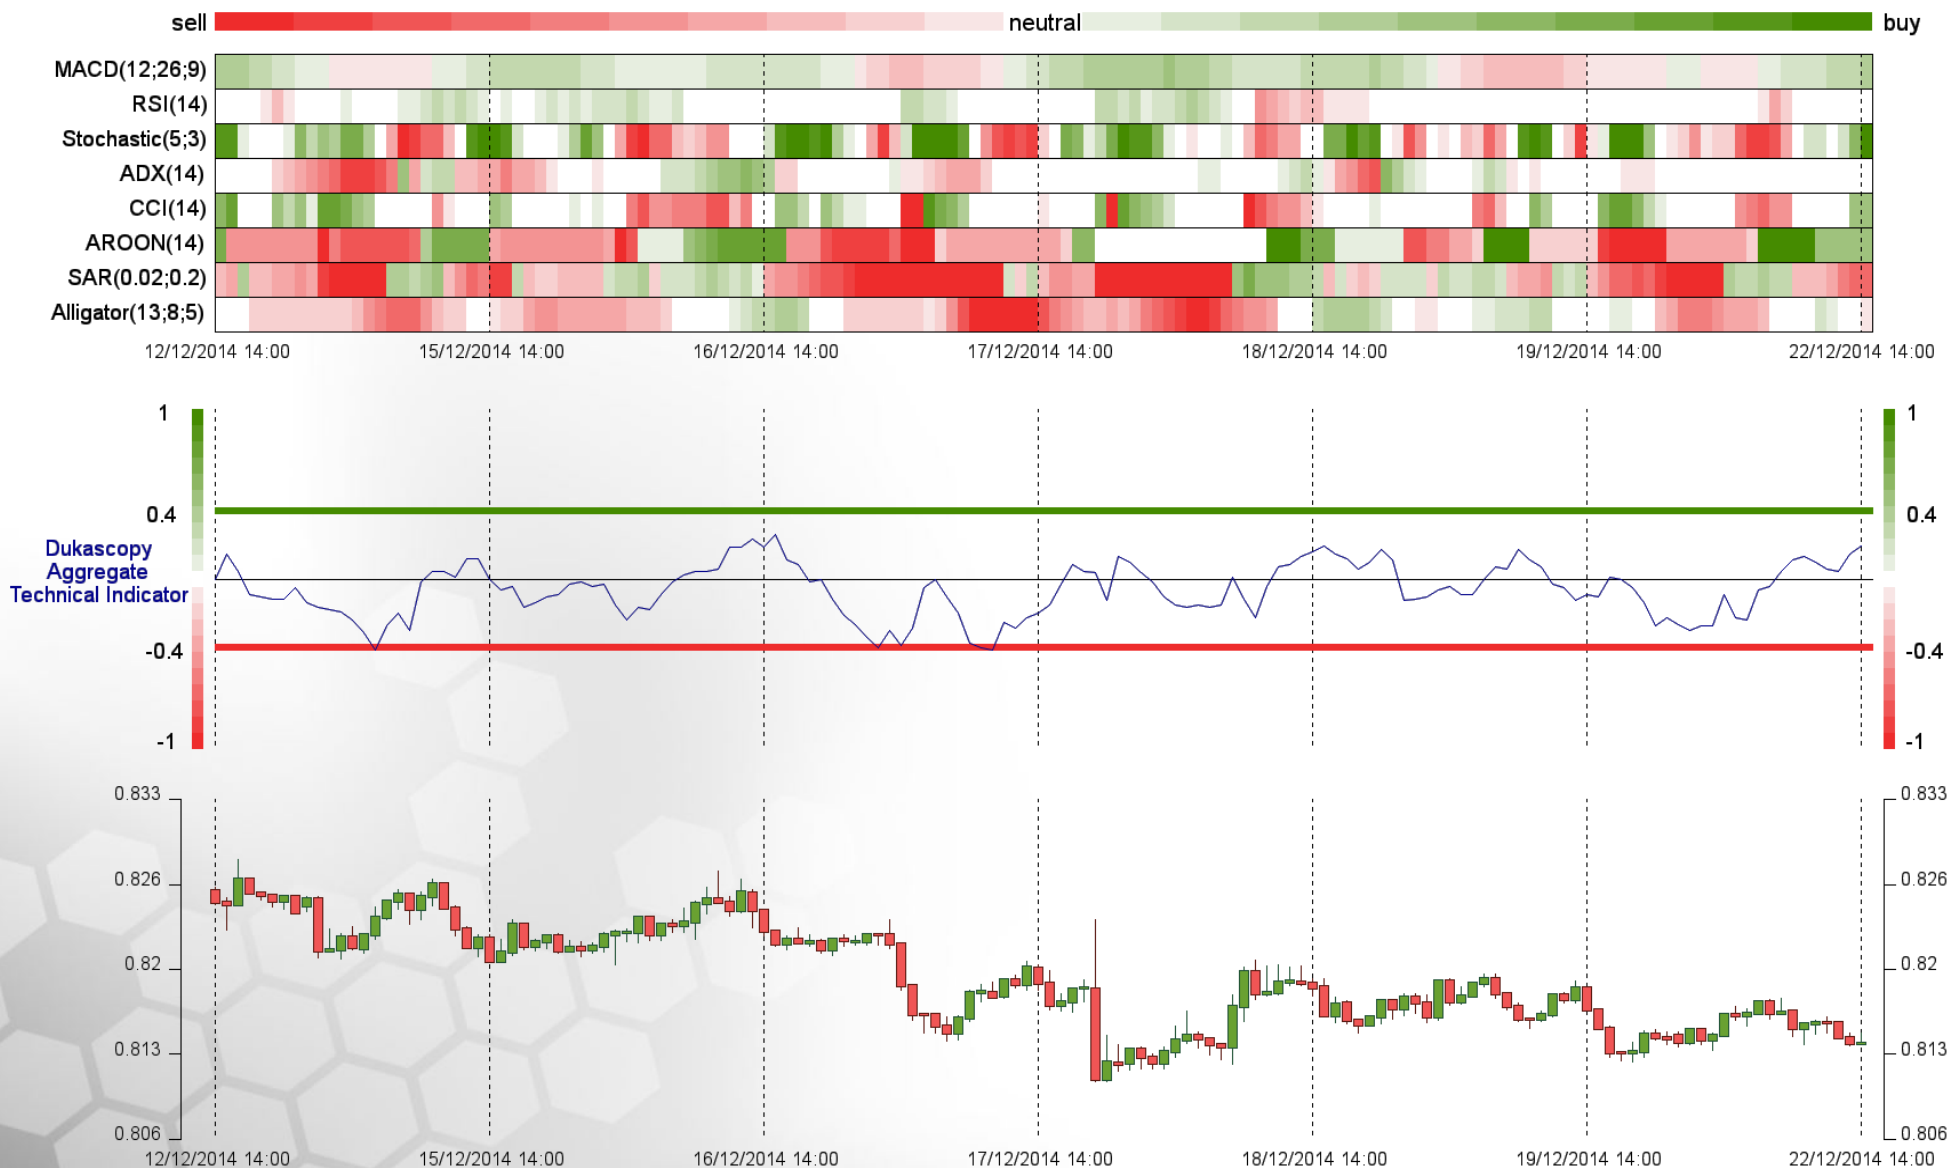 sell neutral buy
MACD(12;26;9)
RSI(14)
Stochastic(5;3)
ADX(14)
CCI(14)
AROON(14)
SAR(0.02;0.2)
Alligator(13;8;5)
12/12/2014 14:00 15/12/2014 14:00 16/12/2014 14:00 17/12/2014 14:00 18/12/2014 14:00 19/12/2014 14:00 22/12/2014 14:00
1 1
0.4 0.4
Dukascopy
Aggregate
Technical Indicator
-0.4 -0.4
-1 -1
0.833 0.833
0.826 0.826
0.82 0.82
0.813 0.813
0.806 0.806
12/12/2014 14:00 15/12/2014 14:00 16/12/2014 14:00 17/12/2014 14:00 18/12/2014 14:00 19/12/2014 14:00 22/12/2014 14:00